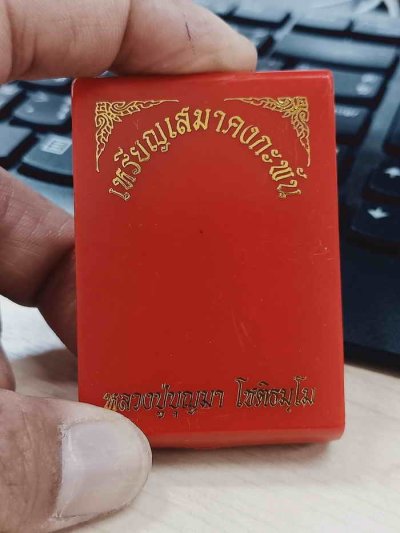 เหรียญเสมาคงกะพัน
หลวงปู่บุญมา โชติธมฺโม